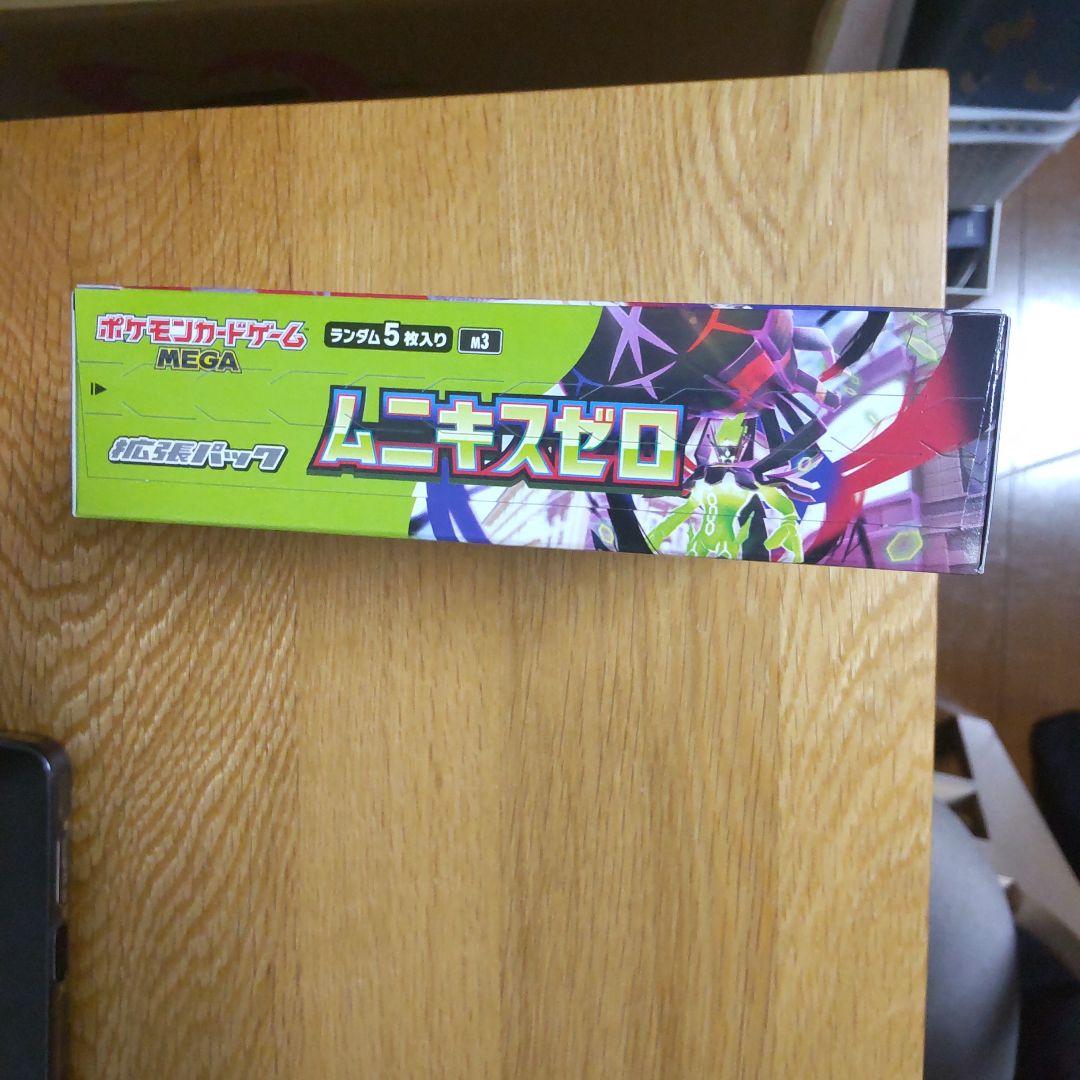 ポケモンカードゲーム
MEGA
ランダム5枚入り M3
拡張パック
ムニキスゼロ